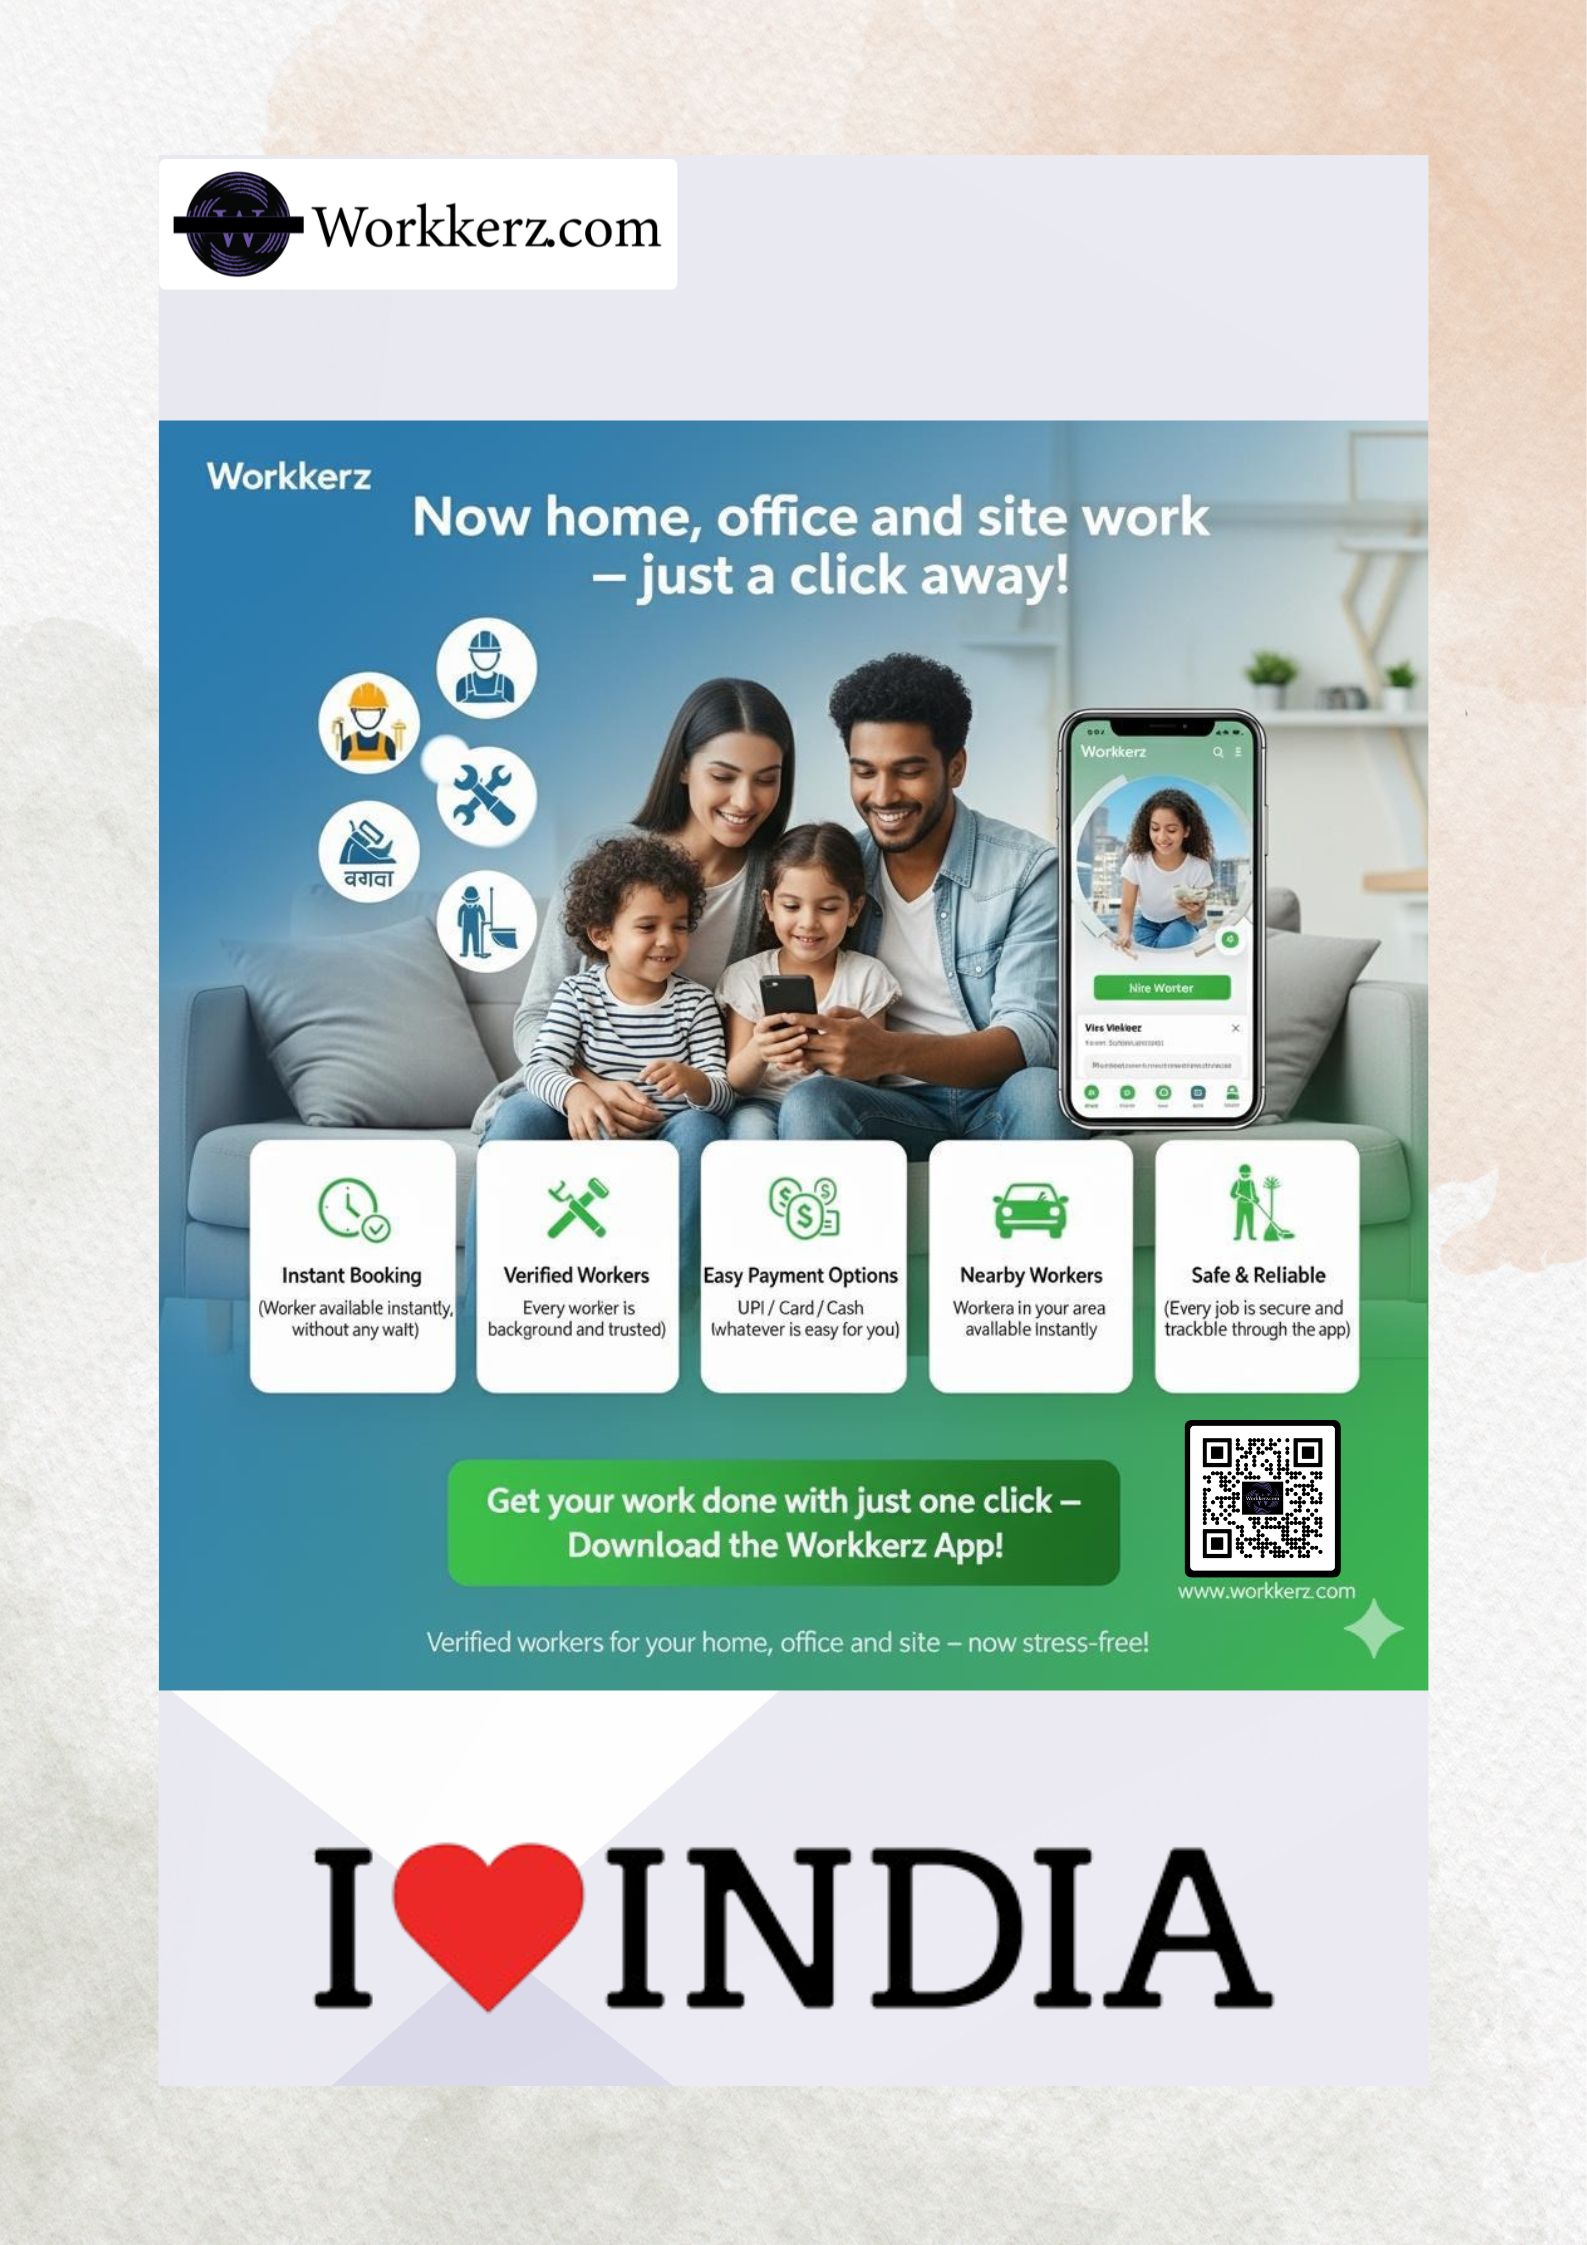 W
Workkerz.com
Workkerz
Now home, office and site work
– just a click away!
वगवा
Workkerz
Nire Worter
Instant Booking
(Worker available instantly,
without any walt)
Verified Workers
Every worker is
background and trusted)
Easy Payment Options
UPI / Card / Cash
(whatever is easy for you)
Nearby Workers
Workera in your area
avallable Instantly
Safe & Reliable
(Every job is secure and
trackble through the app)
Get your work done with just one click –
Download the Workkerz App!
www.workkerz.com
Verified workers for your home, office and site – now stress-free!
I ❤ INDIA